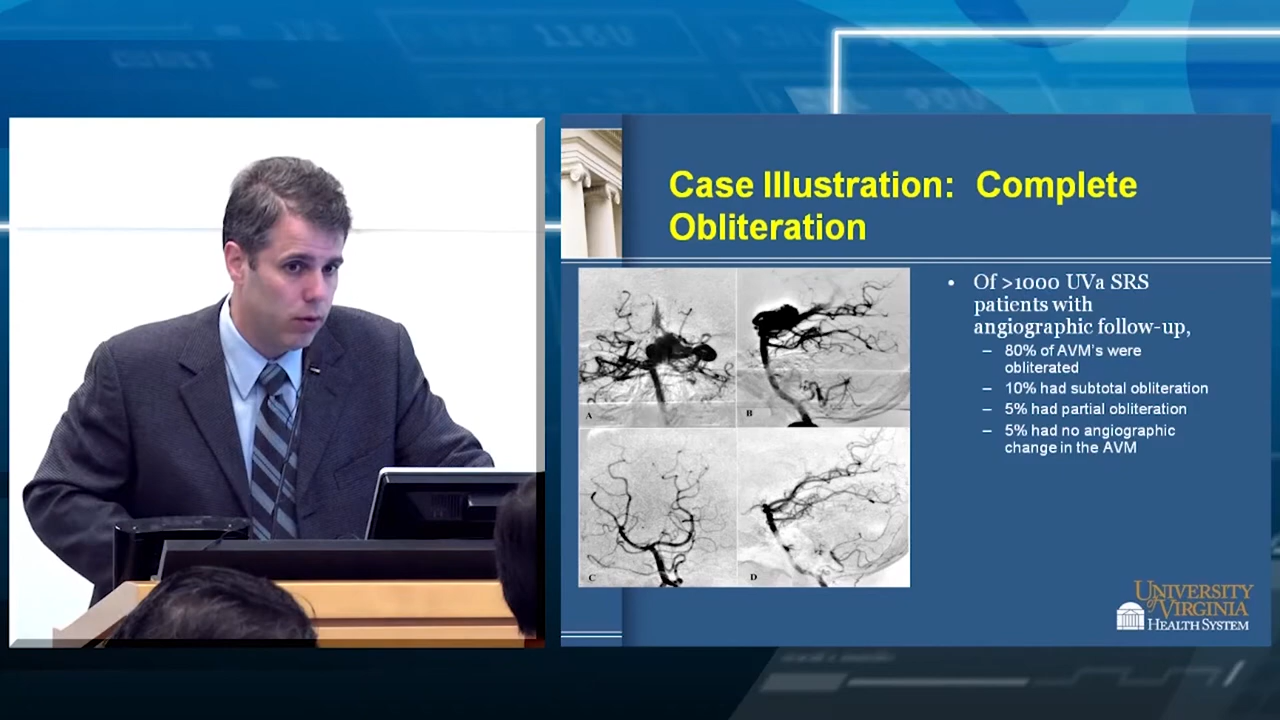 Case Illustration: Complete
Obliteration
• Of >1000 UVa SRS
patients with
angiographic follow-up,
– 80% of AVM's were
obliterated
– 10% had subtotal obliteration
– 5% had partial obliteration
– 5% had no angiographic
change in the AVM
A
B
C
D
UNIVERSITY
of VIRGINIA
HEALTH SYSTEM